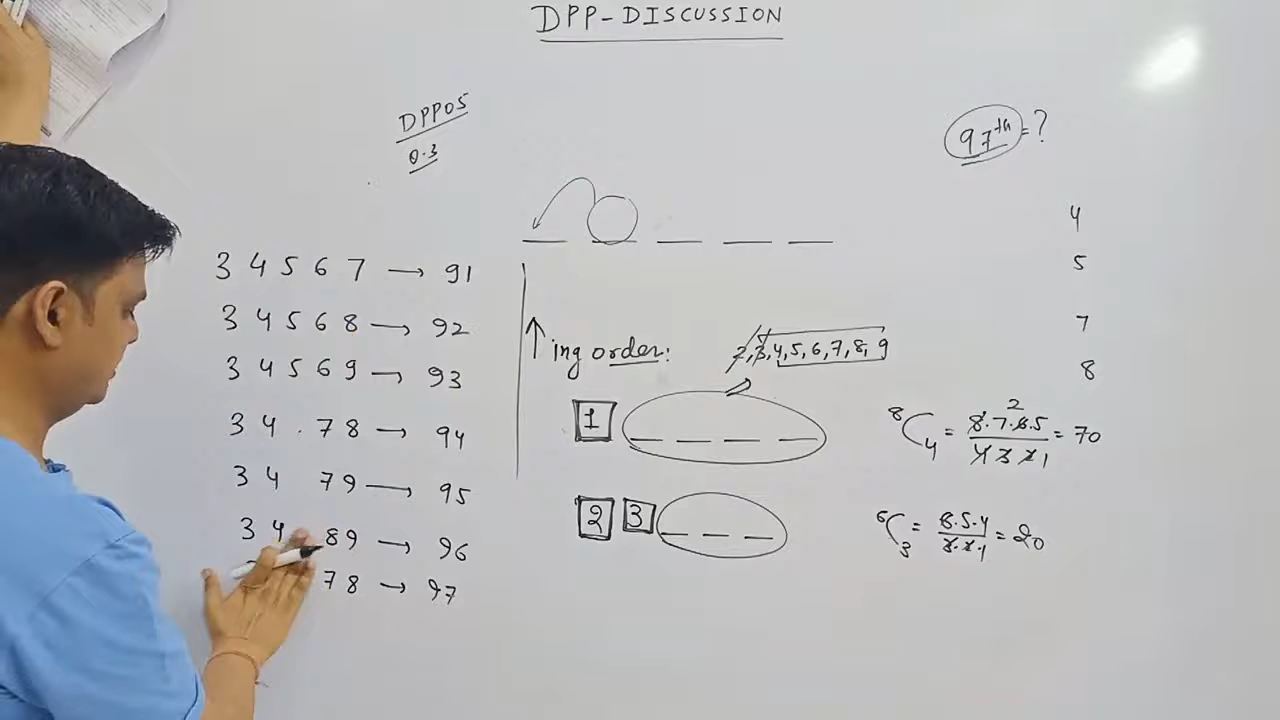 DPP-DISCUSSION
DPP05
Q.3
97th = ?
4
5
7
8
3 4 5 6 7 → 91
3 4 5 6 8 → 92
3 4 5 6 9 → 93
3 4 . 7 8 → 94
3 4 7 9 → 95
3 4 8 9 → 96
7 8 → 97
↑ing order: 2,3,4,5,6,7,8,9
1 _ _ _ _ ⁸C₄ = 8·7·6·5 / 4 3 2 1 = 70
2
2 3 _ _ _ ⁶C₃ = 6·5·4 / 3·2·1 = 20